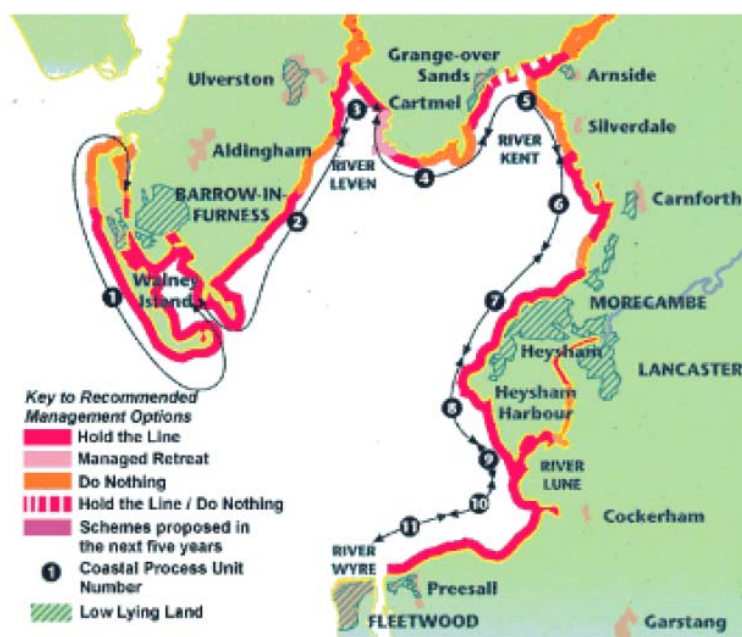 Ulverston
Grange-over
Sands
Arnside
Cartmel
Silverdale
Aldingham
RIVER
LEVEN
RIVER
KENT
BARROW-IN-
FURNESS
Carnforth
Walney
Island
MORECAMBE
Heysham
LANCASTER
Heysham
Harbour
RIVER
LUNE
Cockerham
RIVER
WYRE
Preesall
FLEETWOOD
Garstang
1
2
3
4
5
6
7
8
9
10
11
Key to Recommended
Management Options
Hold the Line
Managed Retreat
Do Nothing
Hold the Line / Do Nothing
Schemes proposed in
the next five years
1 Coastal Process Unit
Number
Low Lying Land